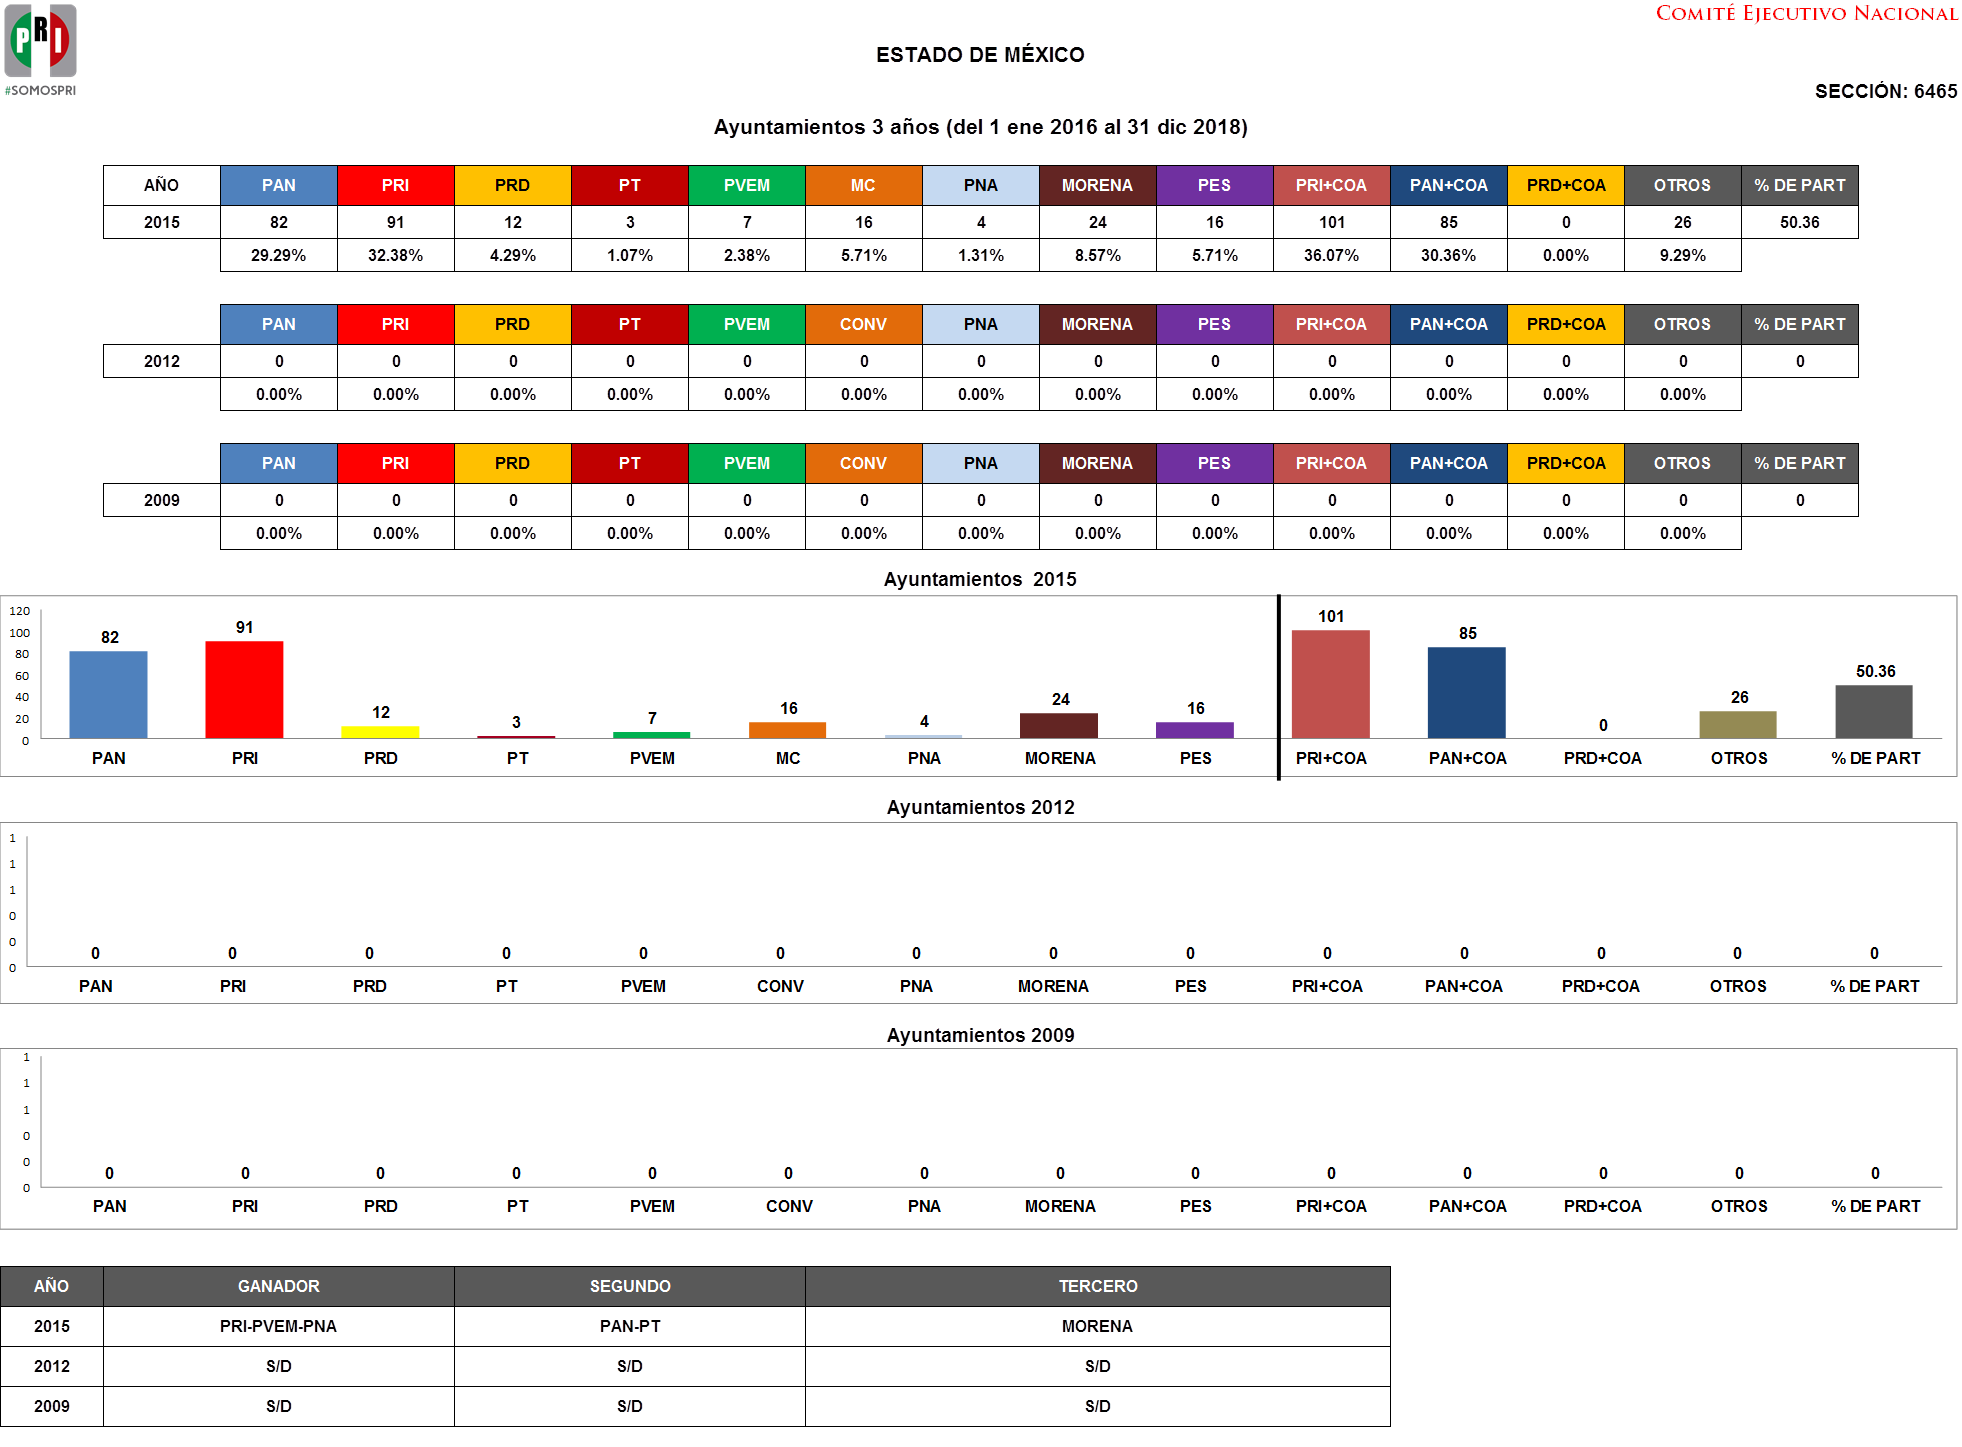 PRI
#SOMOSPRI
COMITÉ EJECUTIVO NACIONAL
ESTADO DE MÉXICO
SECCIÓN: 6465
Ayuntamientos 3 años (del 1 ene 2016 al 31 dic 2018)
AÑO PAN PRI PRD PT PVEM MC PNA MORENA PES PRI+COA PAN+COA PRD+COA OTROS % DE PART
2015 82 91 12 3 7 16 4 24 16 101 85 0 26 50.36
29.29% 32.38% 4.29% 1.07% 2.38% 5.71% 1.31% 8.57% 5.71% 36.07% 30.36% 0.00% 9.29%
PAN PRI PRD PT PVEM CONV PNA MORENA PES PRI+COA PAN+COA PRD+COA OTROS % DE PART
2012 0 0 0 0 0 0 0 0 0 0 0 0 0 0
0.00% 0.00% 0.00% 0.00% 0.00% 0.00% 0.00% 0.00% 0.00% 0.00% 0.00% 0.00% 0.00%
PAN PRI PRD PT PVEM CONV PNA MORENA PES PRI+COA PAN+COA PRD+COA OTROS % DE PART
2009 0 0 0 0 0 0 0 0 0 0 0 0 0 0
0.00% 0.00% 0.00% 0.00% 0.00% 0.00% 0.00% 0.00% 0.00% 0.00% 0.00% 0.00% 0.00%
Ayuntamientos 2015
120
100
80
60
40
20
0
82 91 12 3 7 16 4 24 16 101 85 0 26 50.36
PAN PRI PRD PT PVEM MC PNA MORENA PES PRI+COA PAN+COA PRD+COA OTROS % DE PART
Ayuntamientos 2012
1
1
1
0
0
0
0 0 0 0 0 0 0 0 0 0 0 0 0 0
PAN PRI PRD PT PVEM CONV PNA MORENA PES PRI+COA PAN+COA PRD+COA OTROS % DE PART
Ayuntamientos 2009
1
1
1
0
0
0
0 0 0 0 0 0 0 0 0 0 0 0 0 0
PAN PRI PRD PT PVEM CONV PNA MORENA PES PRI+COA PAN+COA PRD+COA OTROS % DE PART
AÑO GANADOR SEGUNDO TERCERO
2015 PRI-PVEM-PNA PAN-PT MORENA
2012 S/D S/D S/D
2009 S/D S/D S/D